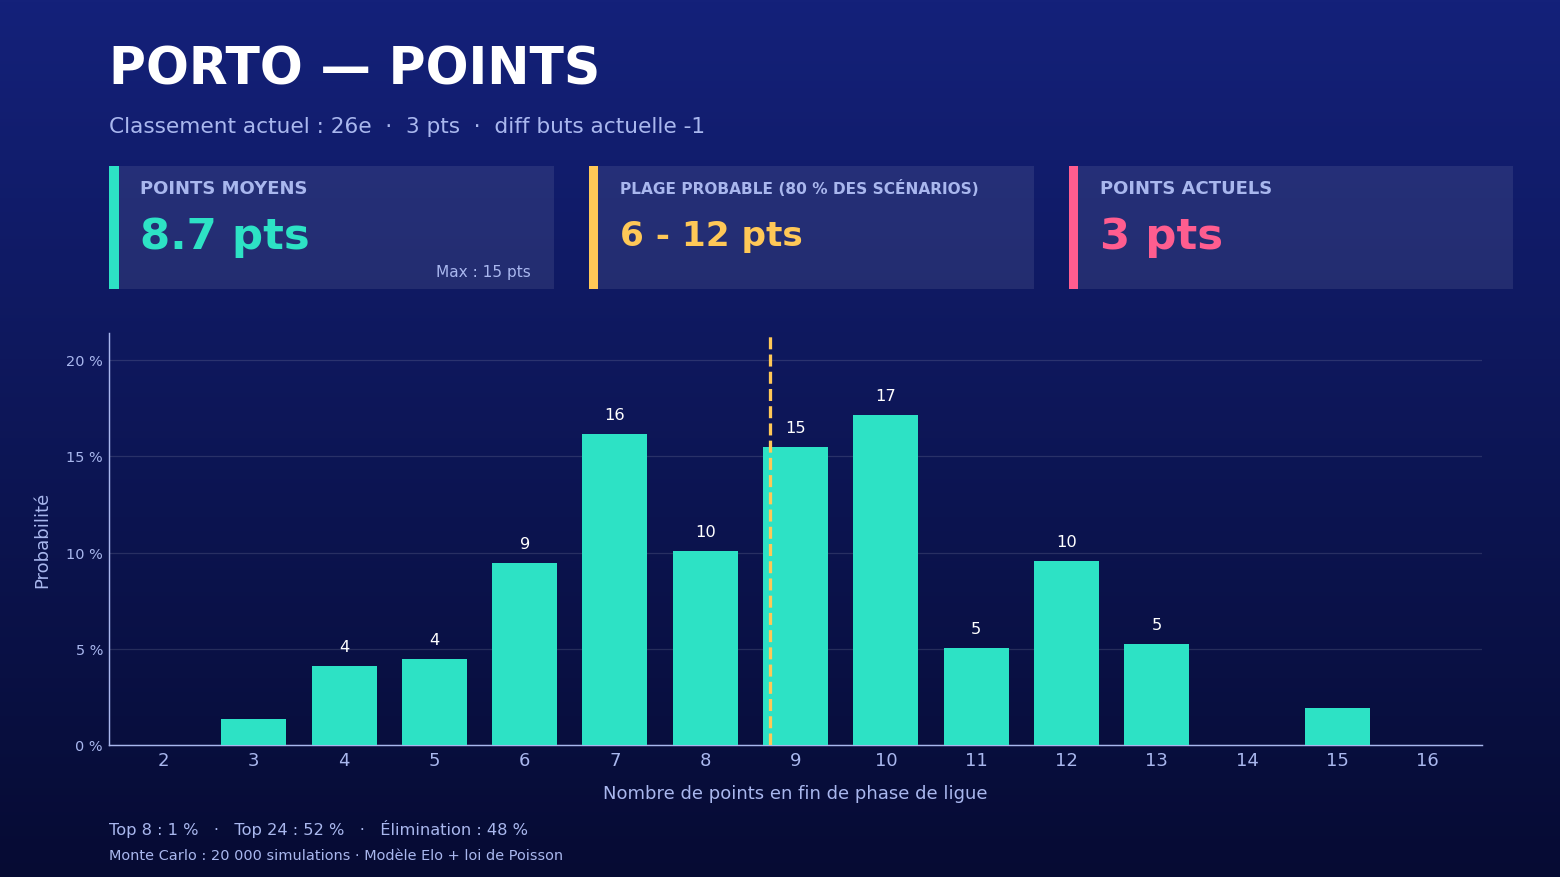 PORTO — POINTS
Classement actuel : 26e · 3 pts · diff buts actuelle -1
POINTS MOYENS
8.7 pts
Max : 15 pts
PLAGE PROBABLE (80 % DES SCÉNARIOS)
6 - 12 pts
POINTS ACTUELS
3 pts
Probabilité
20 %
15 %
10 %
5 %
0 %
4
4
9
16
10
15
17
5
10
5
2 3 4 5 6 7 8 9 10 11 12 13 14 15 16
Nombre de points en fin de phase de ligue
Top 8 : 1 % · Top 24 : 52 % · Élimination : 48 %
Monte Carlo : 20 000 simulations · Modèle Elo + loi de Poisson